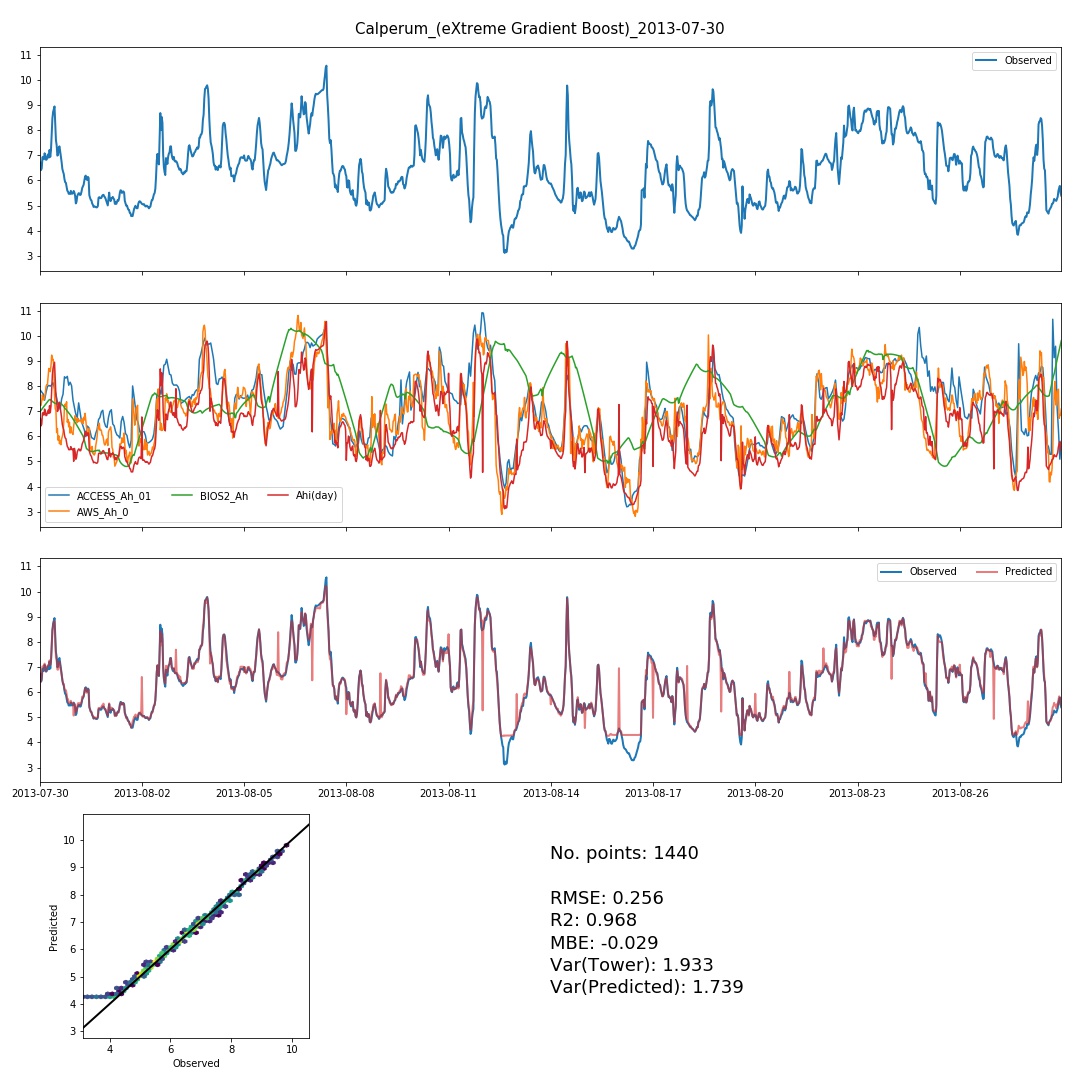 Calperum_(eXtreme Gradient Boost)_2013-07-30
11
10
9
8
7
6
5
4
3
Observed
11
10
9
8
7
6
5
4
3
ACCESS_Ah_01 BIOS2_Ah Ahi(day)
AWS_Ah_0
11
10
9
8
7
6
5
4
3
Observed Predicted
2013-07-30 2013-08-02 2013-08-05 2013-08-08 2013-08-11 2013-08-14 2013-08-17 2013-08-20 2013-08-23 2013-08-26
10
9
8
7
6
5
4
3
Predicted
4 6 8 10
Observed
No. points: 1440
RMSE: 0.256
R2: 0.968
MBE: -0.029
Var(Tower): 1.933
Var(Predicted): 1.739